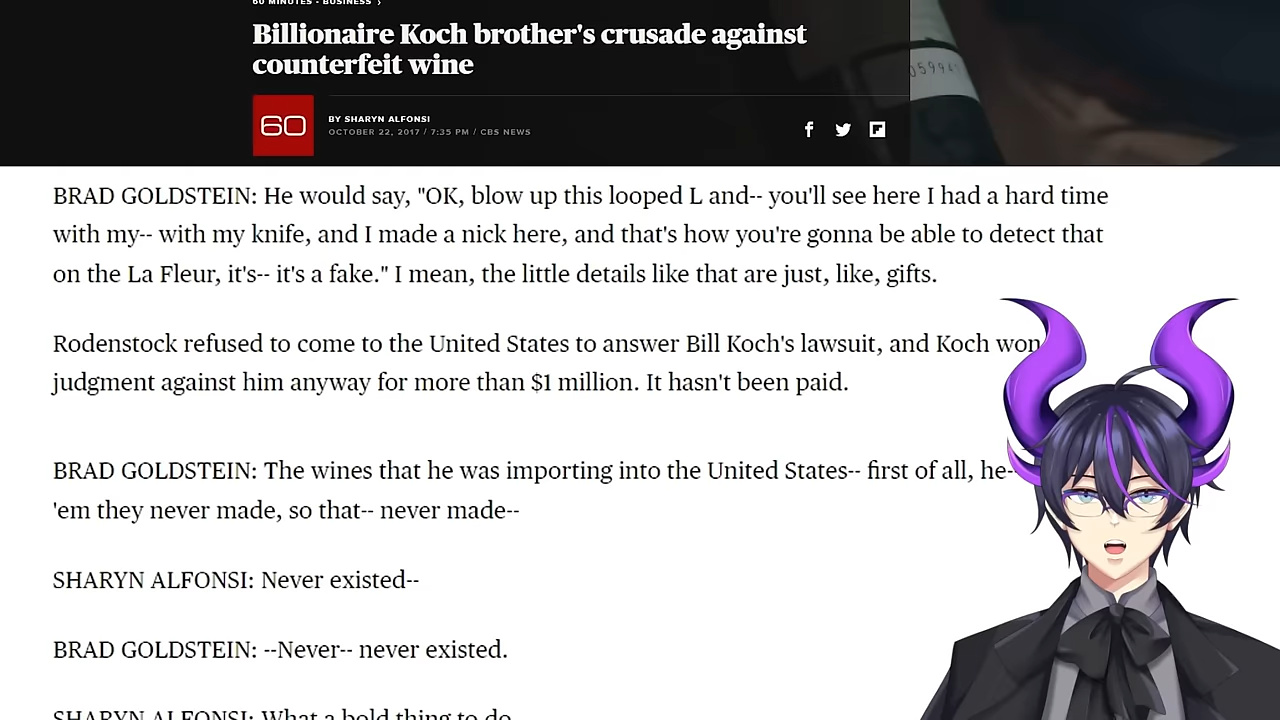 60 MINUTES - BUSINESS ›
Billionaire Koch brother's crusade against
counterfeit wine
60
BY SHARYN ALFONSI
OCTOBER 22, 2017 / 7:35 PM / CBS NEWS
BRAD GOLDSTEIN: He would say, "OK, blow up this looped L and-- you'll see here I had a hard time
with my-- with my knife, and I made a nick here, and that's how you're gonna be able to detect that
on the La Fleur, it's-- it's a fake." I mean, the little details like that are just, like, gifts.
Rodenstock refused to come to the United States to answer Bill Koch's lawsuit, and Koch won
judgment against him anyway for more than $1 million. It hasn't been paid.
BRAD GOLDSTEIN: The wines that he was importing into the United States-- first of all, he-
'em they never made, so that-- never made--
SHARYN ALFONSI: Never existed--
BRAD GOLDSTEIN: --Never-- never existed.
SHARYN ALFONSI: What a bold thing to do